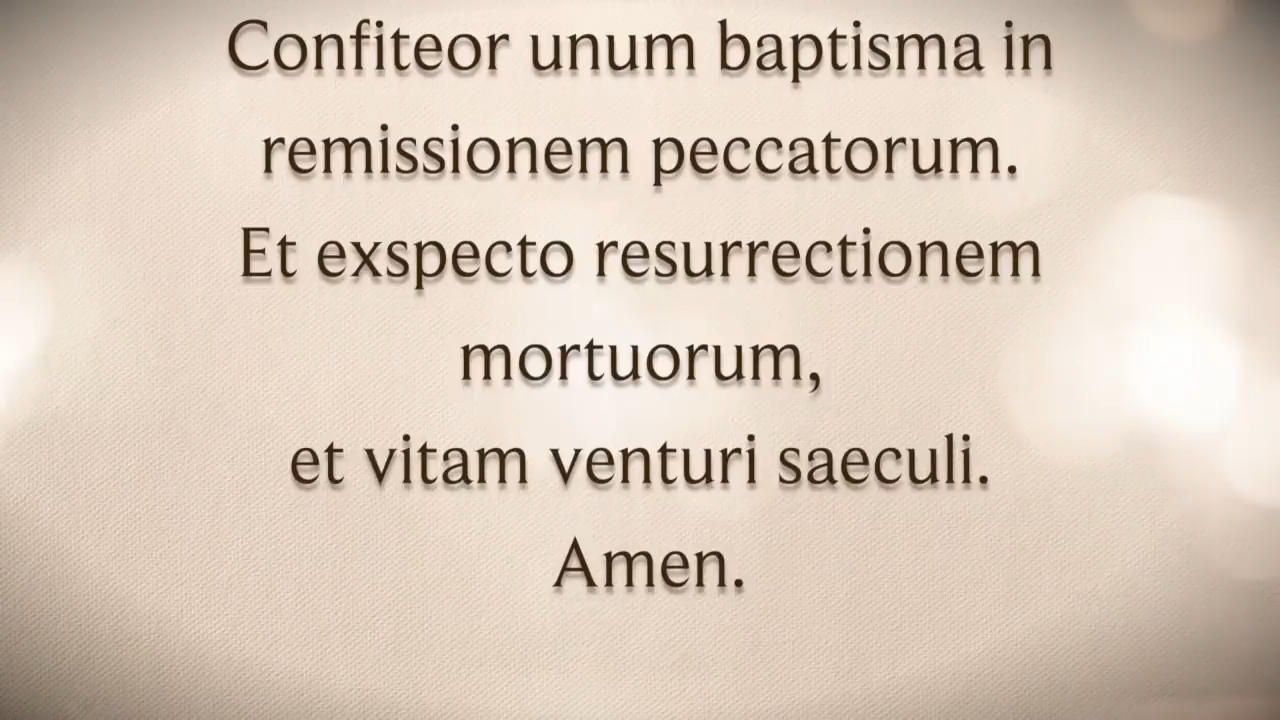 Confiteor unum baptisma in
remissionem peccatorum.
Et exspecto resurrectionem
mortuorum,
et vitam venturi saeculi.
Amen.